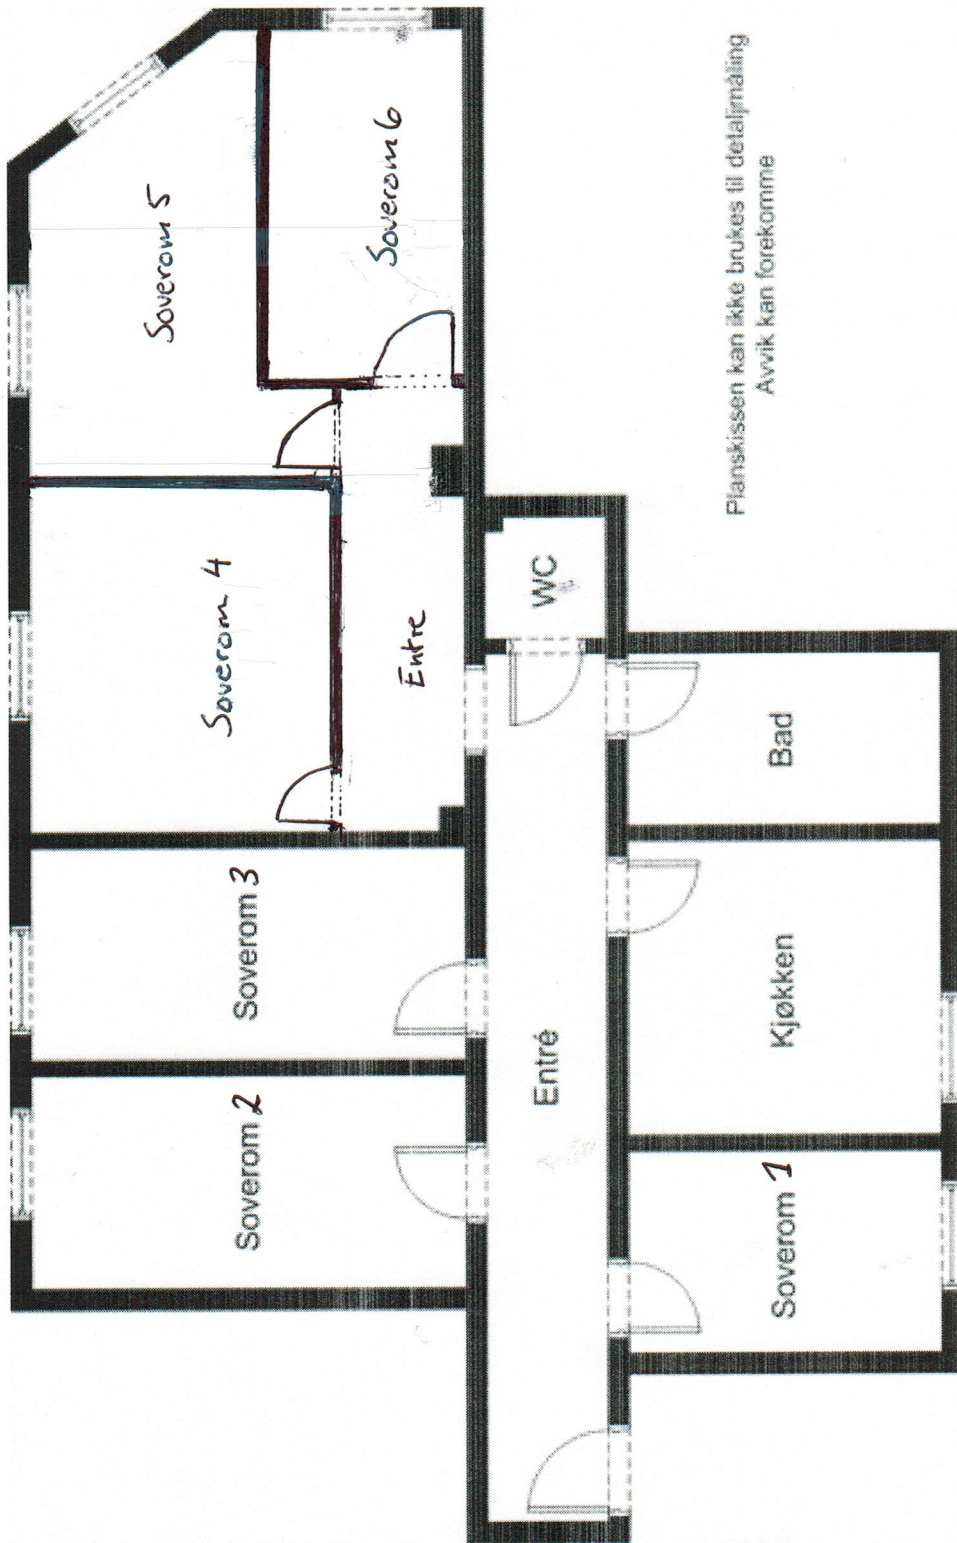 Soverom 2
Soverom 3
Soverom 4
Soverom 5
Soverom 6
Entre
Entré
WC
Soverom 1
Kjøkken
Bad
Planskissen kan ikke brukes til detaljmåling
Avvik kan forekomme